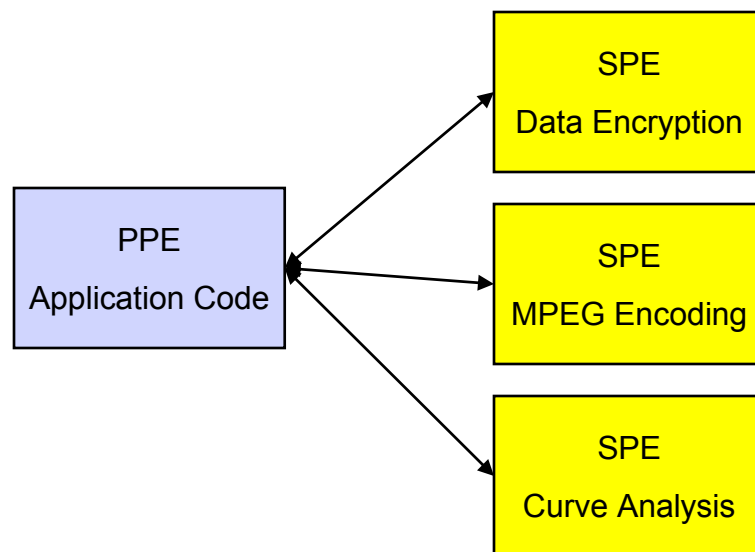 PPE
Application Code
SPE
Data Encryption
SPE
MPEG Encoding
SPE
Curve Analysis